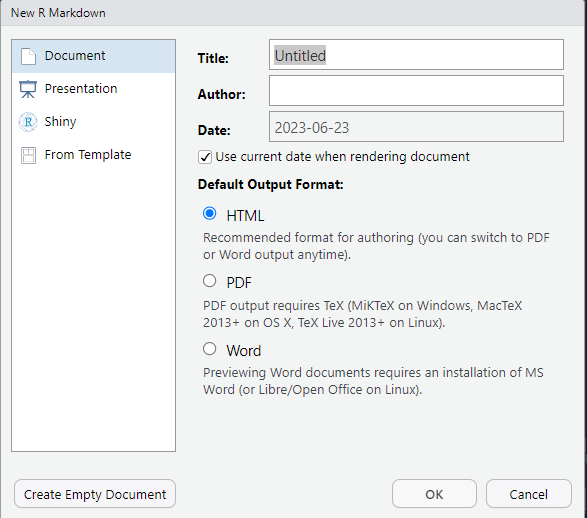 New R Markdown
Document
Presentation
Shiny
From Template
Title:
Untitled
Author:
Date:
2023-06-23
Use current date when rendering document
Default Output Format:
HTML
Recommended format for authoring (you can switch to PDF
or Word output anytime).
PDF
PDF output requires TeX (MiKTeX on Windows, MacTeX
2013+ on OS X, TeX Live 2013+ on Linux).
Word
Previewing Word documents requires an installation of MS
Word (or Libre/Open Office on Linux).
Create Empty Document
OK
Cancel